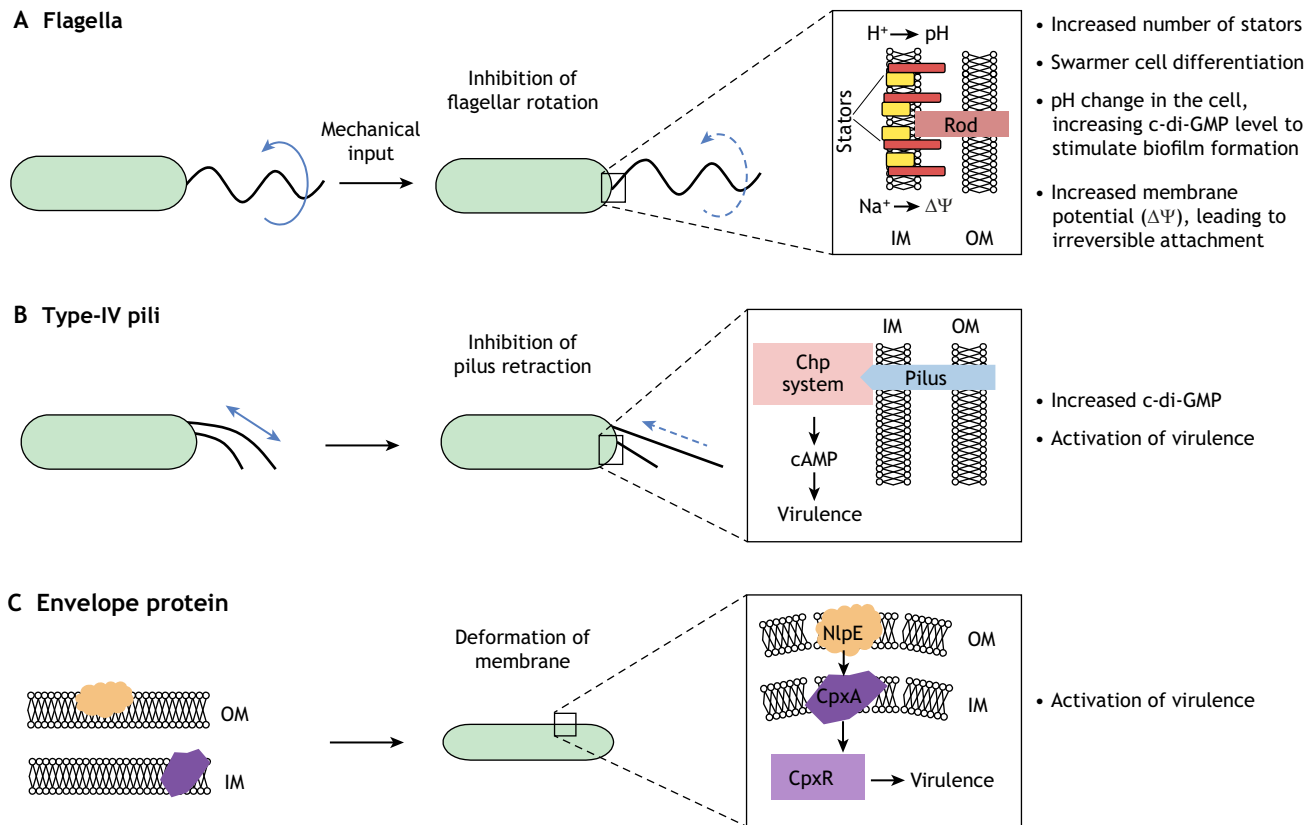 A Flagella
Mechanical
input
Inhibition of
flagellar rotation
H⁺ → pH
Stators
Rod
Na⁺ → ΔΨ
IM OM
• Increased number of stators
• Swarmer cell differentiation
• pH change in the cell,
increasing c-di-GMP level to
stimulate biofilm formation
• Increased membrane
potential (ΔΨ), leading to
irreversible attachment
B Type-IV pili
Inhibition of
pilus retraction
IM OM
Chp
system
Pilus
cAMP
Virulence
• Increased c-di-GMP
• Activation of virulence
C Envelope protein
OM
IM
Deformation of
membrane
NlpE
OM
CpxA
IM
CpxR → Virulence
• Activation of virulence